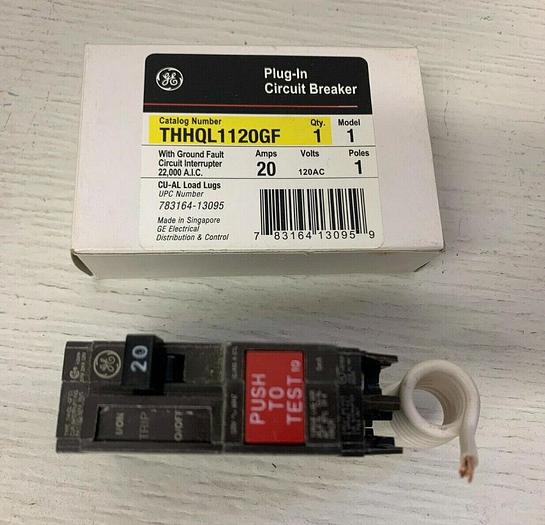 GE
Plug-In
Circuit Breaker
Catalog Number Qty. Model
THHQL1120GF 1 1
With Ground Fault
Circuit Interrupter
22,000 A.I.C.
Amps Volts Poles
20 120AC 1
CU-AL Load Lugs
UPC Number
783164-13095
Made in Singapore
GE Electrical
Distribution & Control
7 83164 13095 9
GE
20
I/ON TRIP O/OFF
PUSH
TO
TEST